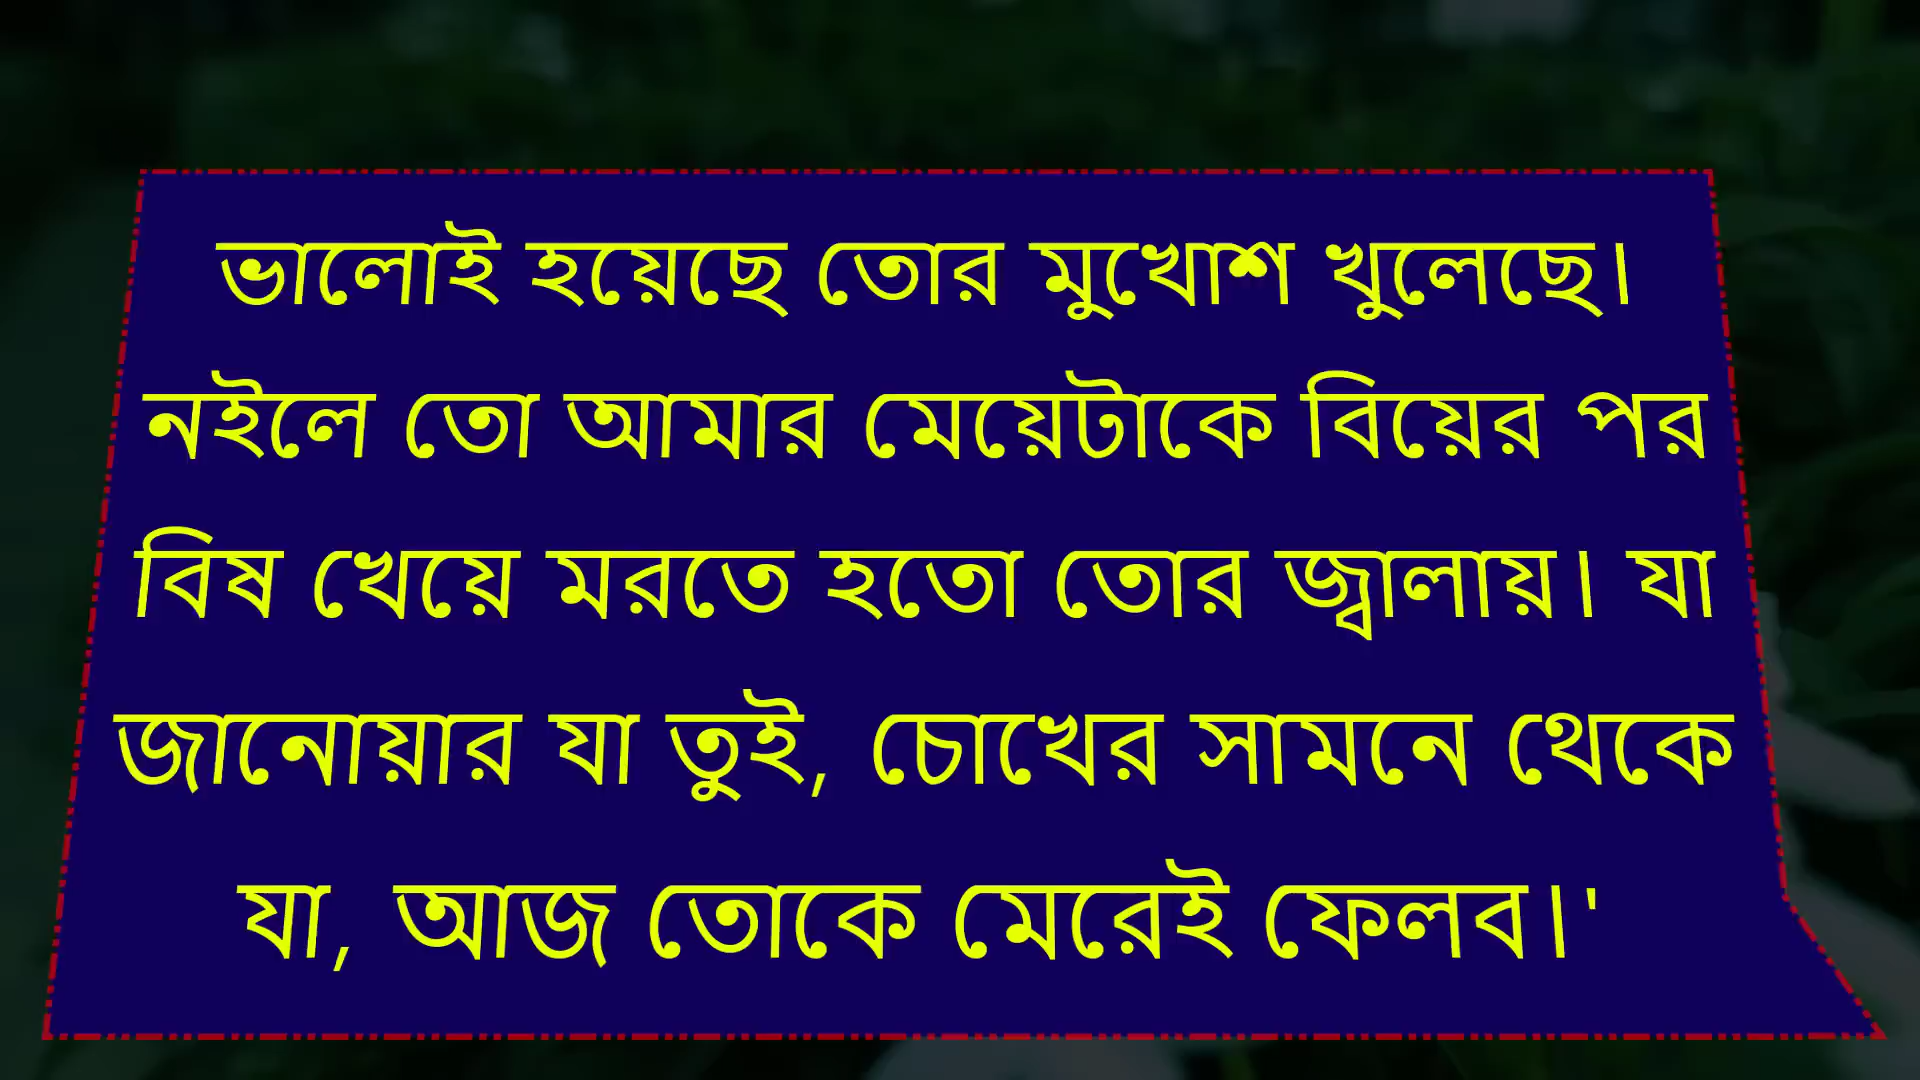 ভালোই হয়েছে তোর মুখোশ খুলেছে।
নইলে তো আমার মেয়েটাকে বিয়ের পর
বিষ খেয়ে মরতে হতো তোর জ্বালায়। যা
জানোয়ার যা তুই, চোখের সামনে থেকে
যা, আজ তোকে মেরেই ফেলব।'